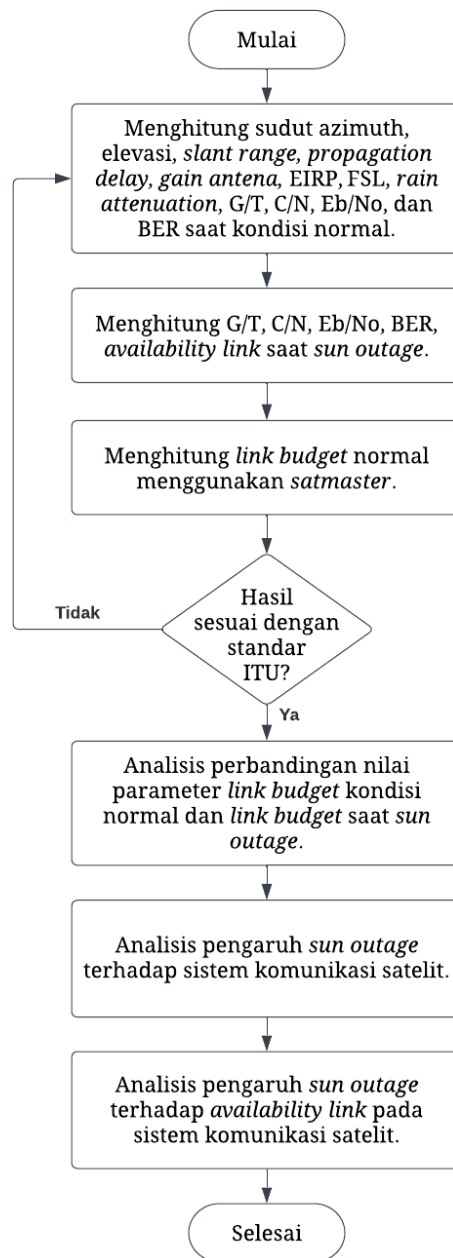 Mulai
Menghitung sudut azimuth,
elevasi, slant range, propagation
delay, gain antena, EIRP, FSL, rain
attenuation, G/T, C/N, Eb/No, dan
BER saat kondisi normal.
Menghitung G/T, C/N, Eb/No, BER,
availability link saat sun outage.
Menghitung link budget normal
menggunakan satmaster.
Hasil
sesuai dengan
standar
ITU?
Tidak
Ya
Analisis perbandingan nilai
parameter link budget kondisi
normal dan link budget saat sun
outage.
Analisis pengaruh sun outage
terhadap sistem komunikasi satelit.
Analisis pengaruh sun outage
terhadap availability link pada
sistem komunikasi satelit.
Selesai